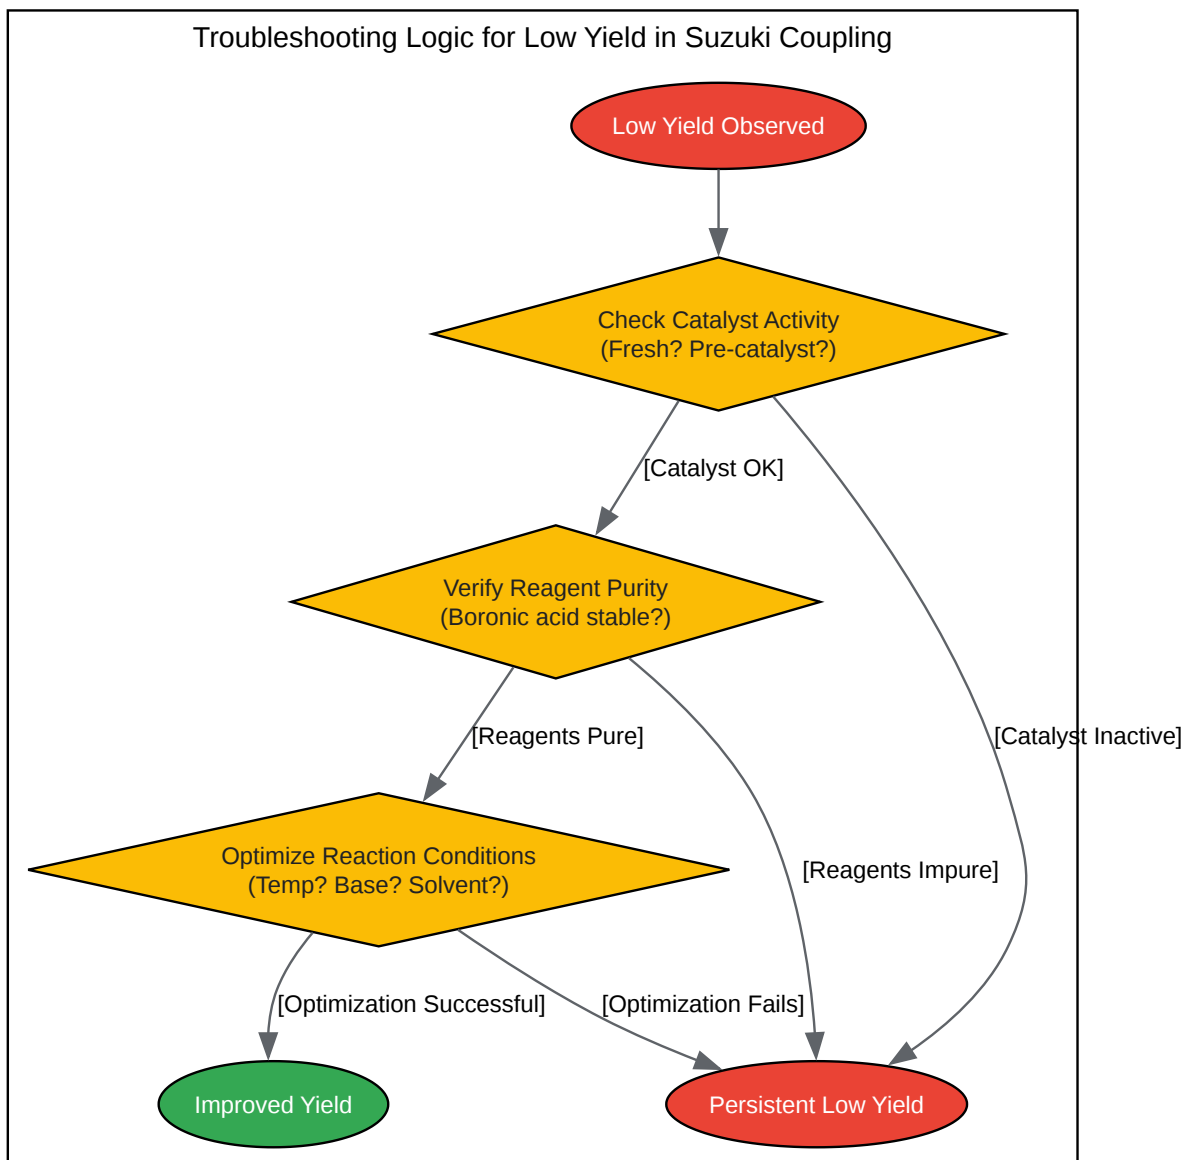 Troubleshooting Logic for Low Yield in Suzuki Coupling
Low Yield Observed
Check Catalyst Activity
(Fresh? Pre-catalyst?)
[Catalyst OK]
Verify Reagent Purity
(Boronic acid stable?)
[Reagents Pure]
[Catalyst Inactive]
Optimize Reaction Conditions
(Temp? Base? Solvent?)
[Reagents Impure]
[Optimization Successful]
[Optimization Fails]
Improved Yield
Persistent Low Yield